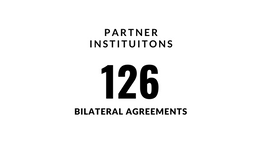 PARTNER
INSTITUITONS
126
BILATERAL AGREEMENTS